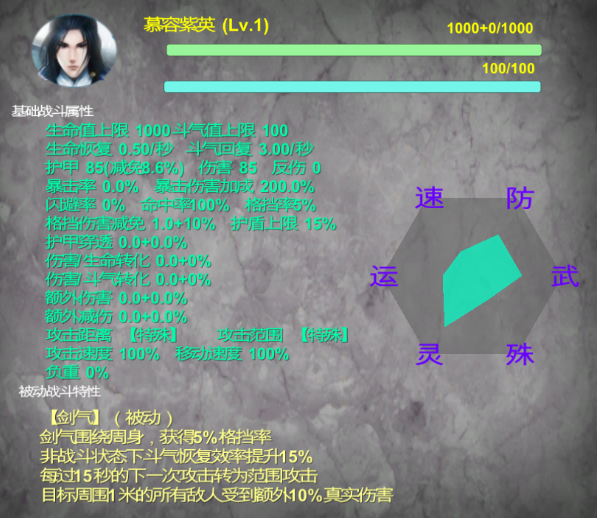 慕容紫英 (Lv.1)
1000+0/1000
100/100
基础战斗属性
生命值上限 1000 斗气值上限 100
生命恢复 0.50/秒 斗气回复 3.00/秒
护甲 85(减免8.6%) 伤害 85 反伤 0
暴击率 0.0% 暴击伤害加成 200.0%
闪避率 0% 命中率100% 格挡率5%
格挡伤害减免 1.0+10% 护盾上限 15%
护甲穿透 0.0+0.0%
伤害/生命转化 0.0+0%
伤害/斗气转化 0.0+0%
额外伤害 0.0+0.0%
额外减伤 0.0+0.0%
攻击距离 【特殊】 攻击范围 【特殊】
攻击速度 100% 移动速度 100%
负重 0%
速 防
运 武
灵 殊
被动战斗特性
【剑气】（被动）
剑气围绕周身，获得5%格挡率
非战斗状态下斗气恢复效率提升15%
每过15秒的下一次攻击转为范围攻击
目标周围1米的所有敌人受到额外10%真实伤害